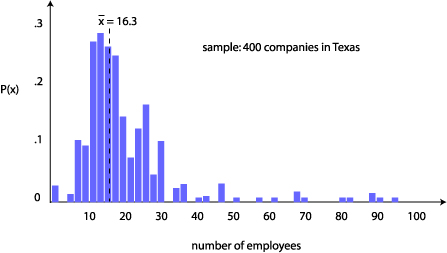 x̄ = 16.3
.3
sample: 400 companies in Texas
.2
P(x)
.1
0
10 20 30 40 50 60 70 80 90 100
number of employees